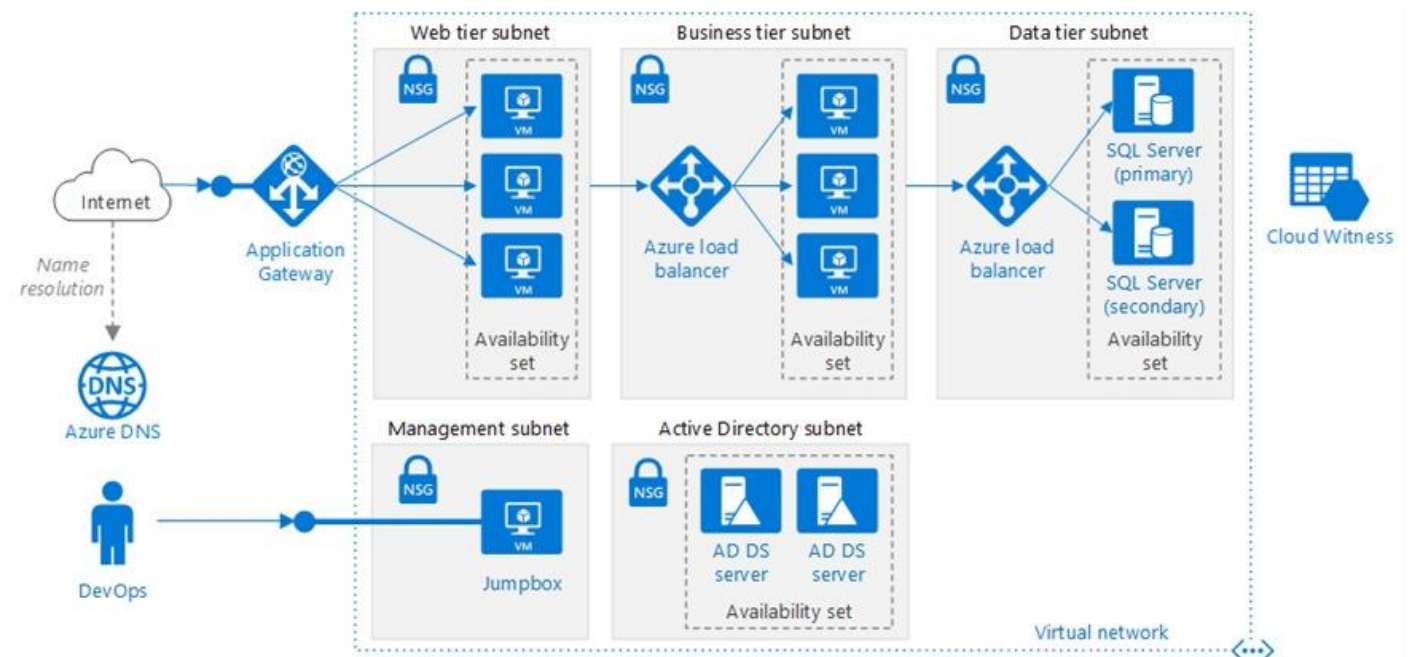 Web tier subnet
Business tier subnet
Data tier subnet
NSG
NSG
NSG
VM
VM
VM
VM
VM
VM
Internet
Application
Gateway
Azure load
balancer
Azure load
balancer
SQL Server
(primary)
SQL Server
(secondary)
Cloud Witness
Name
resolution
Availability
set
Availability
set
Availability
set
DNS
Azure DNS
Management subnet
Active Directory subnet
NSG
NSG
VM
Jumpbox
AD DS
server
AD DS
server
Availability set
DevOps
Virtual network